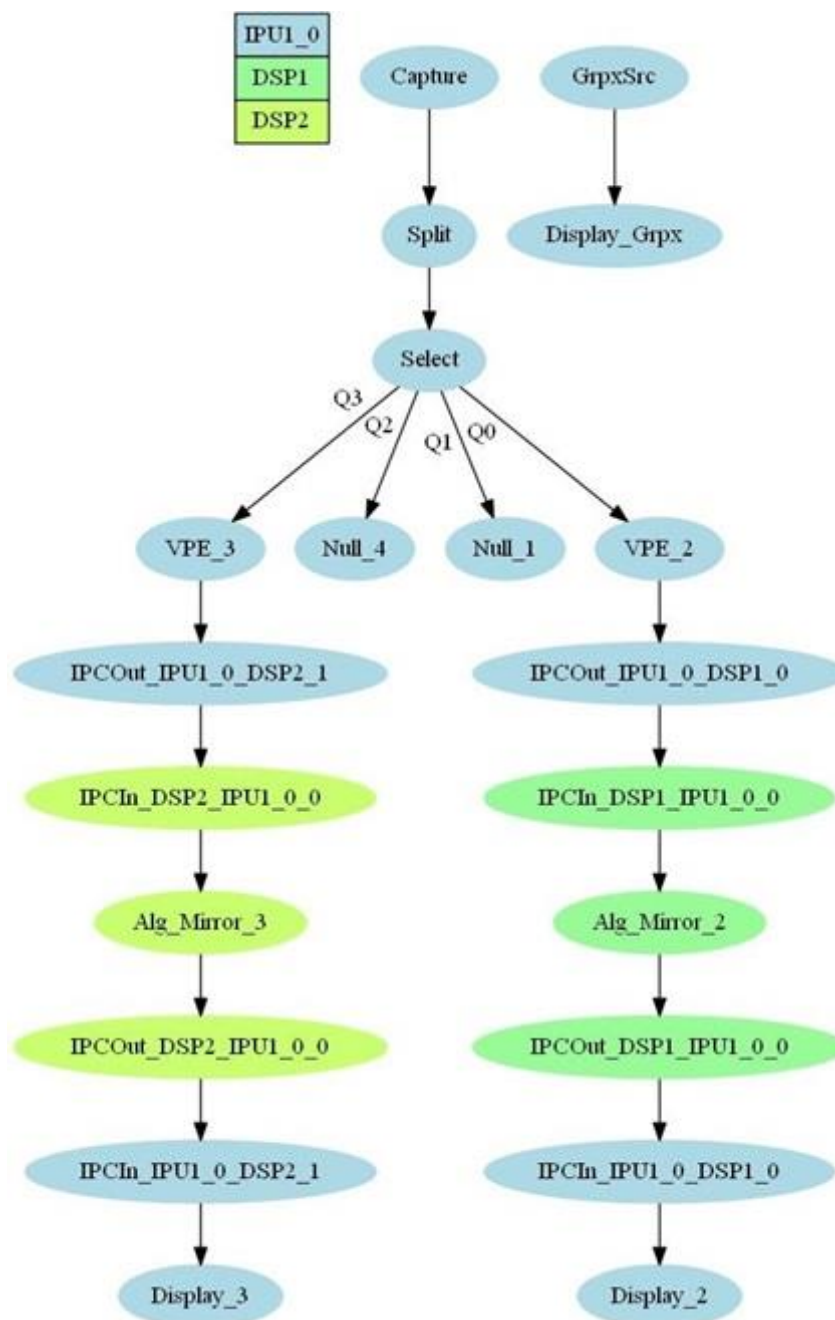 IPU1_0
DSP1
DSP2
Capture GrpxSrc
Split Display_Grpx
Select
Q3 Q2 Q1 Q0
VPE_3 Null_4 Null_1 VPE_2
IPCOut_IPU1_0_DSP2_1 IPCOut_IPU1_0_DSP1_0
IPCIn_DSP2_IPU1_0_0 IPCIn_DSP1_IPU1_0_0
Alg_Mirror_3 Alg_Mirror_2
IPCOut_DSP2_IPU1_0_0 IPCOut_DSP1_IPU1_0_0
IPCIn_IPU1_0_DSP2_1 IPCIn_IPU1_0_DSP1_0
Display_3 Display_2